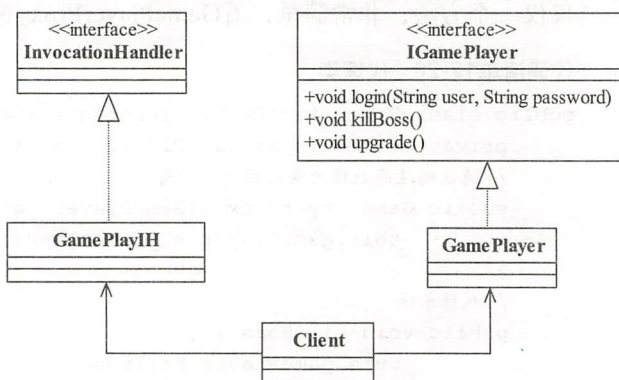 <<interface>>
InvocationHandler
<<interface>>
IGamePlayer
+void login(String user, String password)
+void killBoss()
+void upgrade()
GamePlayIH
GamePlayer
Client